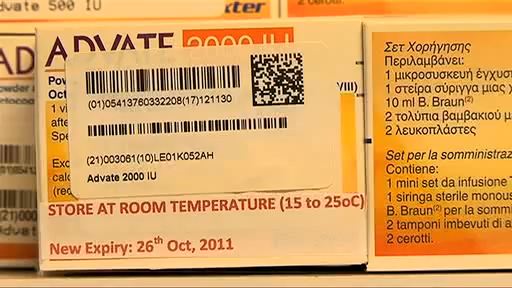 Advate 500 IU
xter
2 cerotti.
ADVATE 2000 IU
(01)05413760332208(17)121130
(21)003061(10)LE01K052AH
Advate 2000 IU
STORE AT ROOM TEMPERATURE (15 to 25oC)
New Expiry: 26th Oct, 2011
Σετ Χορήγησης
Περιλαμβάνει:
1 μικροσυσκευή έγχυσ
1 στείρα σύριγγα μιας χ
10 ml B. Braun(2)
2 τολύπια βαμβακιού μ
2 λευκοπλάστες
Set per la somministraz
Contiene:
1 mini set da infusione
1 siringa sterile monous
B. Braun(2) per la sommi
2 tamponi imbevuti di a
2 cerotti.